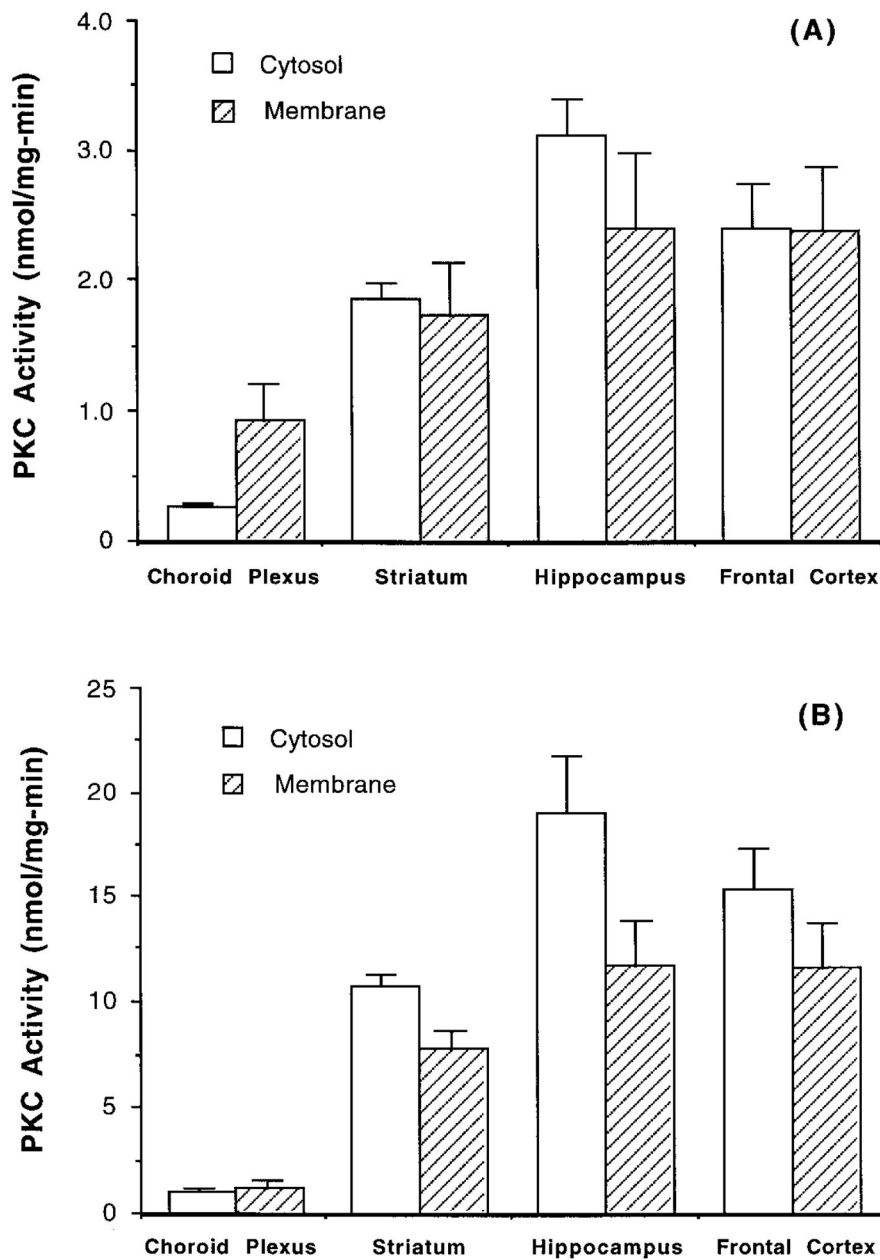 (A)
Cytosol
Membrane
PKC Activity (nmol/mg-min)
4.0
3.0
2.0
1.0
0
Choroid Plexus Striatum Hippocampus Frontal Cortex
(B)
Cytosol
Membrane
PKC Activity (nmol/mg-min)
25
20
15
10
5
0
Choroid Plexus Striatum Hippocampus Frontal Cortex